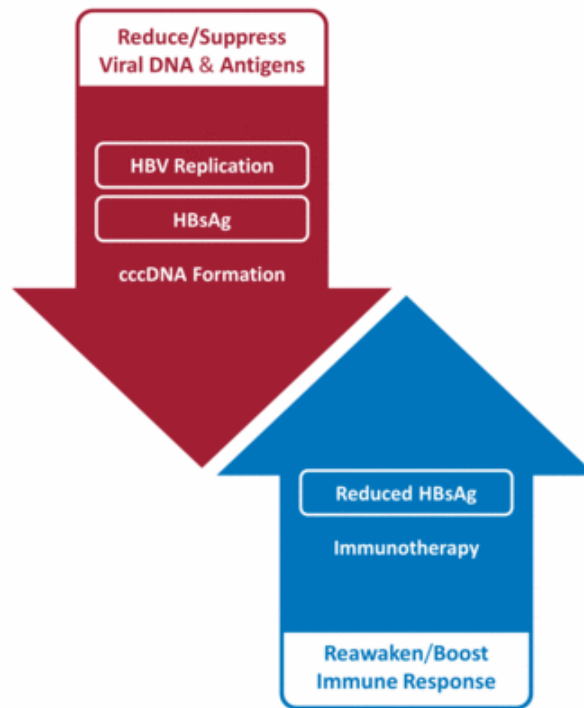 Reduce/Suppress
Viral DNA & Antigens
HBV Replication
HBsAg
cccDNA Formation
Reduced HBsAg
Immunotherapy
Reawaken/Boost
Immune Response